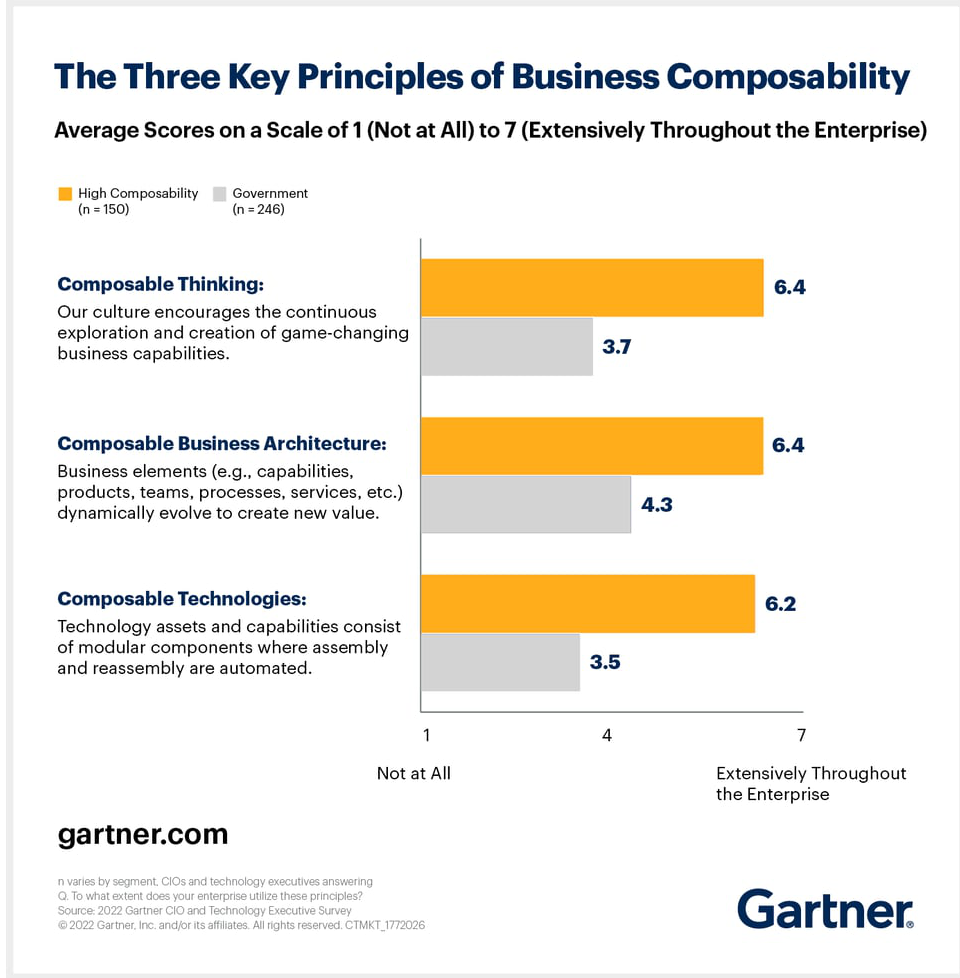 The Three Key Principles of Business Composability
Average Scores on a Scale of 1 (Not at All) to 7 (Extensively Throughout the Enterprise)
High Composability
(n = 150)
Government
(n = 246)
Composable Thinking:
Our culture encourages the continuous
exploration and creation of game-changing
business capabilities.
6.4
3.7
Composable Business Architecture:
Business elements (e.g., capabilities,
products, teams, processes, services, etc.)
dynamically evolve to create new value.
6.4
4.3
Composable Technologies:
Technology assets and capabilities consist
of modular components where assembly
and reassembly are automated.
6.2
3.5
1
4
7
Not at All
Extensively Throughout
the Enterprise
gartner.com
n varies by segment, CIOs and technology executives answering
Q. To what extent does your enterprise utilize these principles?
Source: 2022 Gartner CIO and Technology Executive Survey
© 2022 Gartner, Inc. and/or its affiliates. All rights reserved. CTMKT_1772026
Gartner®